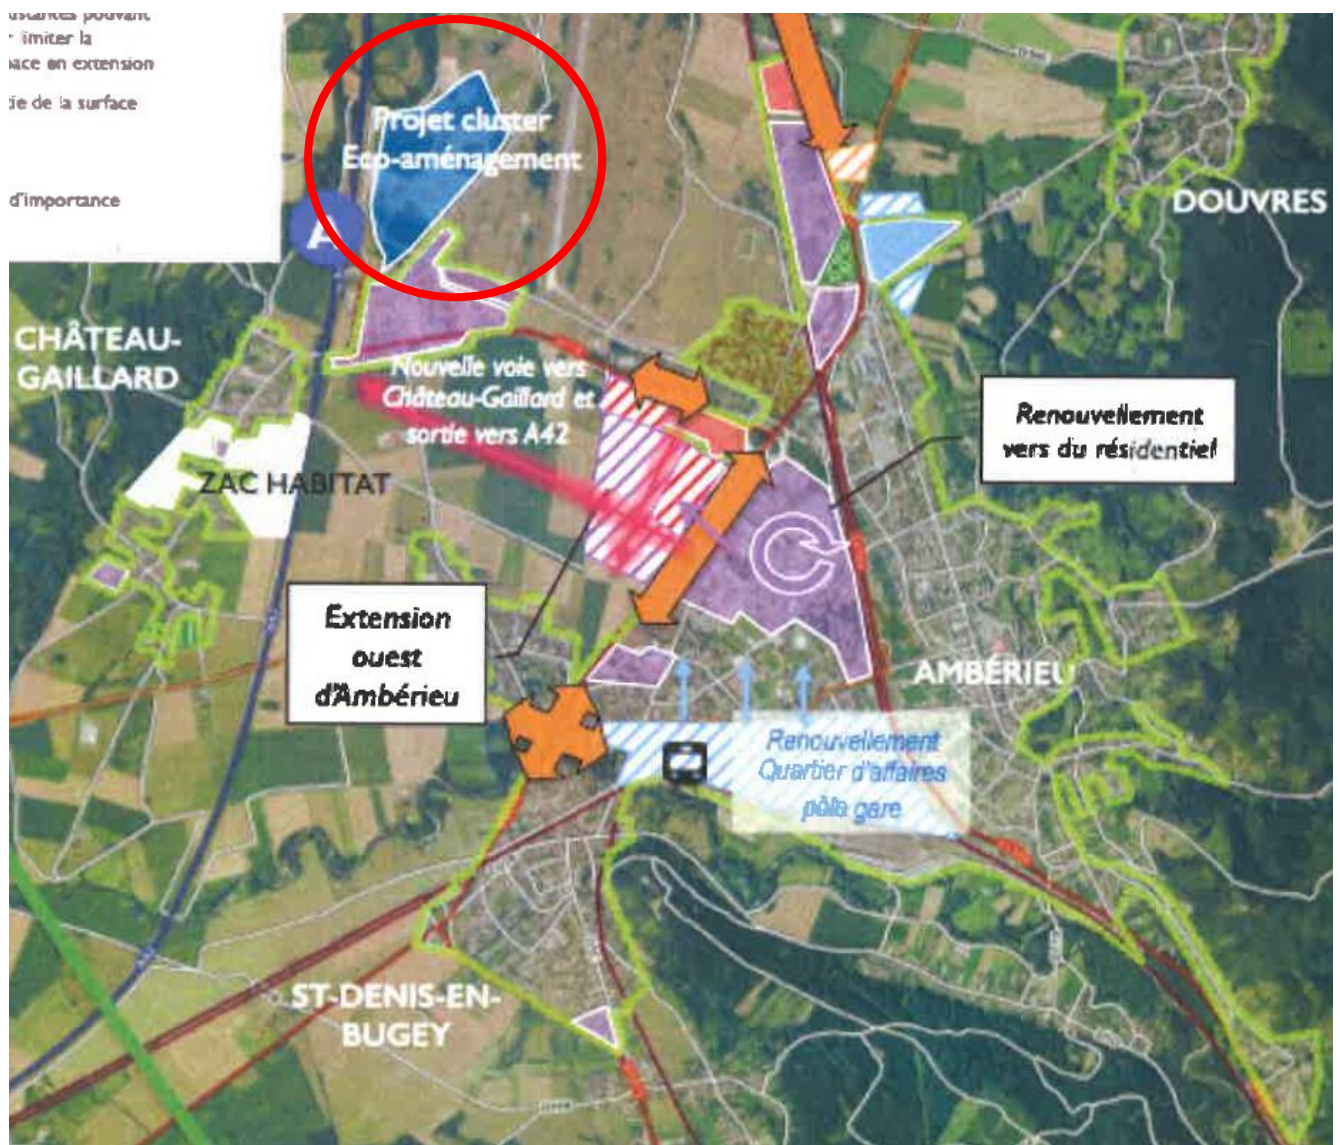 pouvant
limiter la
en extension
de la surface
d'importance
Projet cluster
Eco-aménagement
A
DOUVRES
CHÂTEAU-
GAILLARD
Nouvelle voie vers
Château-Gaillard et
sortie vers A42
Renouvellement
vers du résidentiel
ZAC HABITAT
Extension
ouest
d'Ambérieu
AMBÉRIEU
Renouvellement
Quartier d'affaires
pôle gare
ST-DENIS-EN-
BUGEY